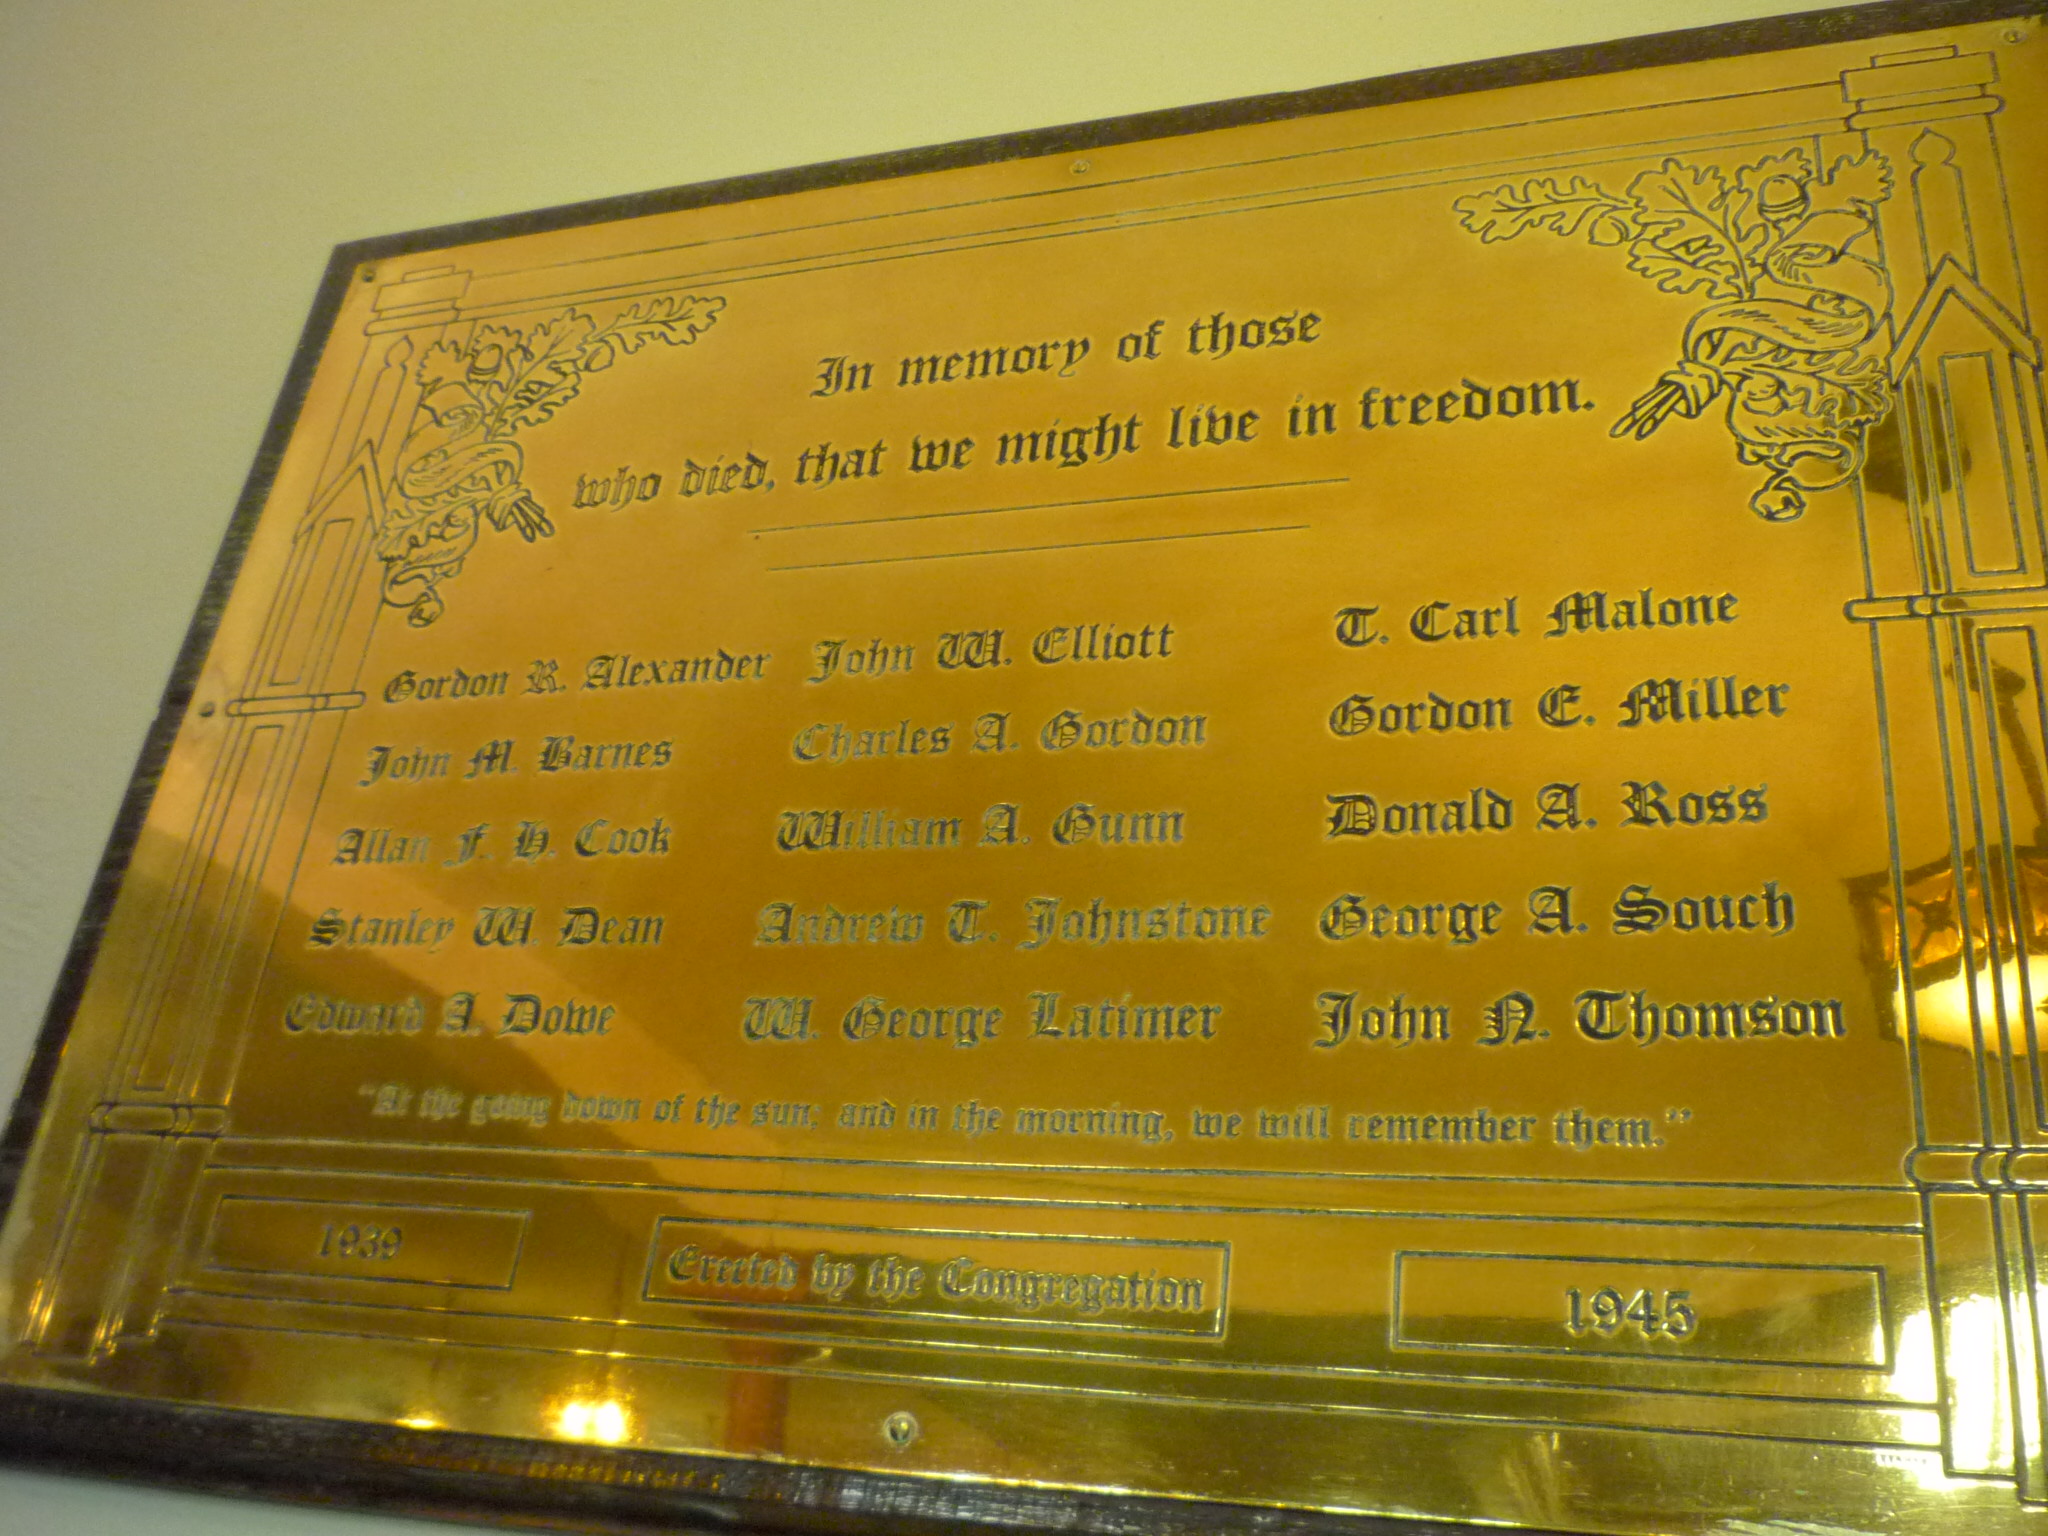 In memory of those
who died, that we might live in freedom.
Gordon R. Alexander
John M. Barnes
Allan F. H. Cook
Stanley W. Dean
Edward A. Dowe
John W. Elliott
Charles A. Gordon
William A. Gunn
Andrew T. Johnstone
W. George Latimer
T. Carl Malone
Gordon E. Miller
Donald A. Ross
George A. Souch
John N. Thomson
"At the going down of the sun; and in the morning, we will remember them."
1939
Erected by the Congregation
1945